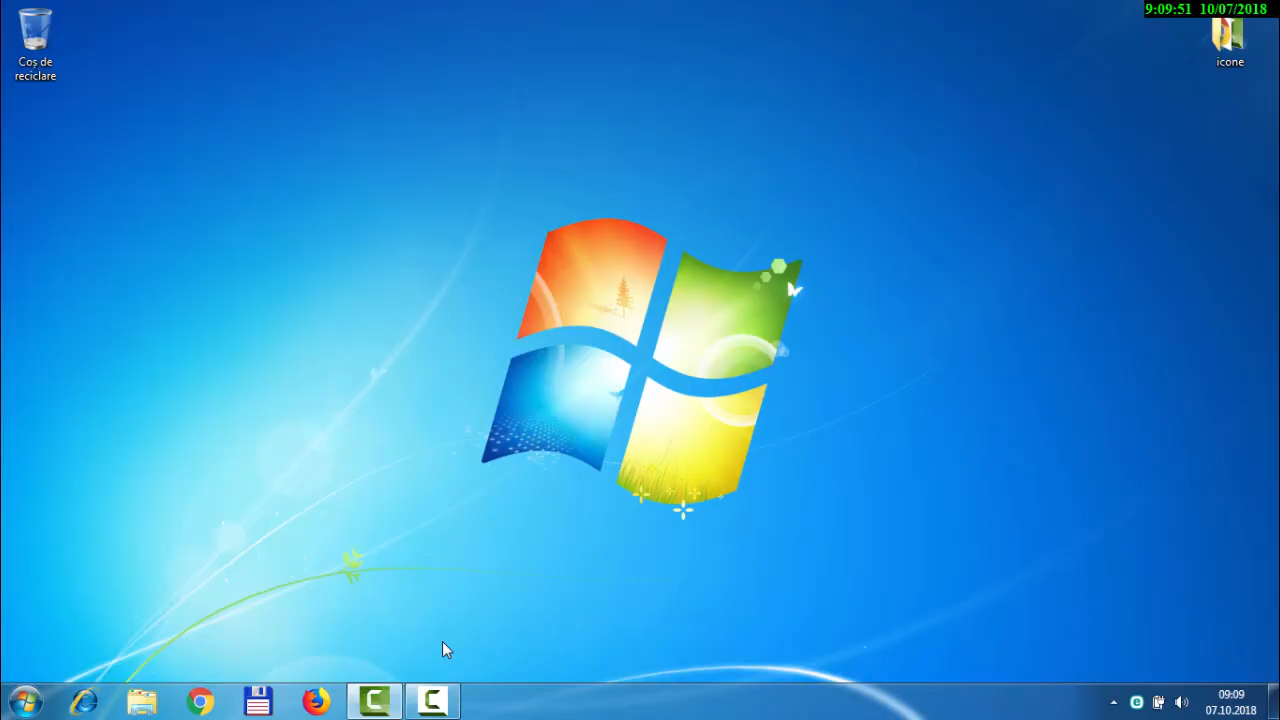 9:09:51 10/07/2018
Coș de
reciclare
icone
09:09
07.10.2018